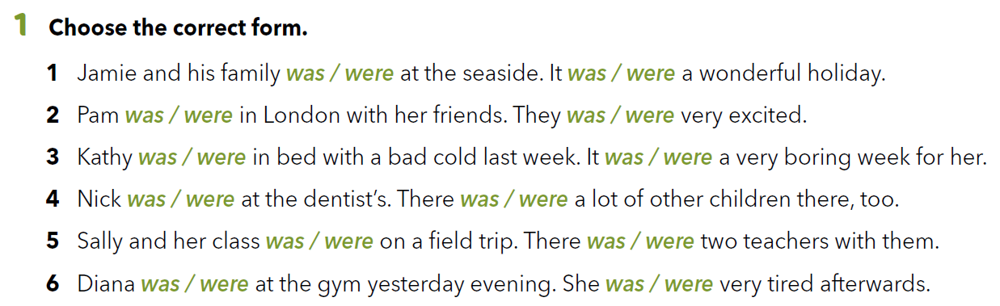 1 Choose the correct form.
1 Jamie and his family was / were at the seaside. It was / were a wonderful holiday.
2 Pam was / were in London with her friends. They was / were very excited.
3 Kathy was / were in bed with a bad cold last week. It was / were a very boring week for her.
4 Nick was / were at the dentist’s. There was / were a lot of other children there, too.
5 Sally and her class was / were on a field trip. There was / were two teachers with them.
6 Diana was / were at the gym yesterday evening. She was / were very tired afterwards.